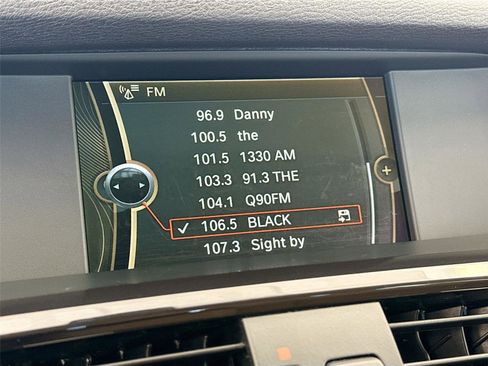 FM
96.9 Danny
100.5 the
101.5 1330 AM
103.3 91.3 THE
104.1 Q90FM
✓ 106.5 BLACK
107.3 Sight by